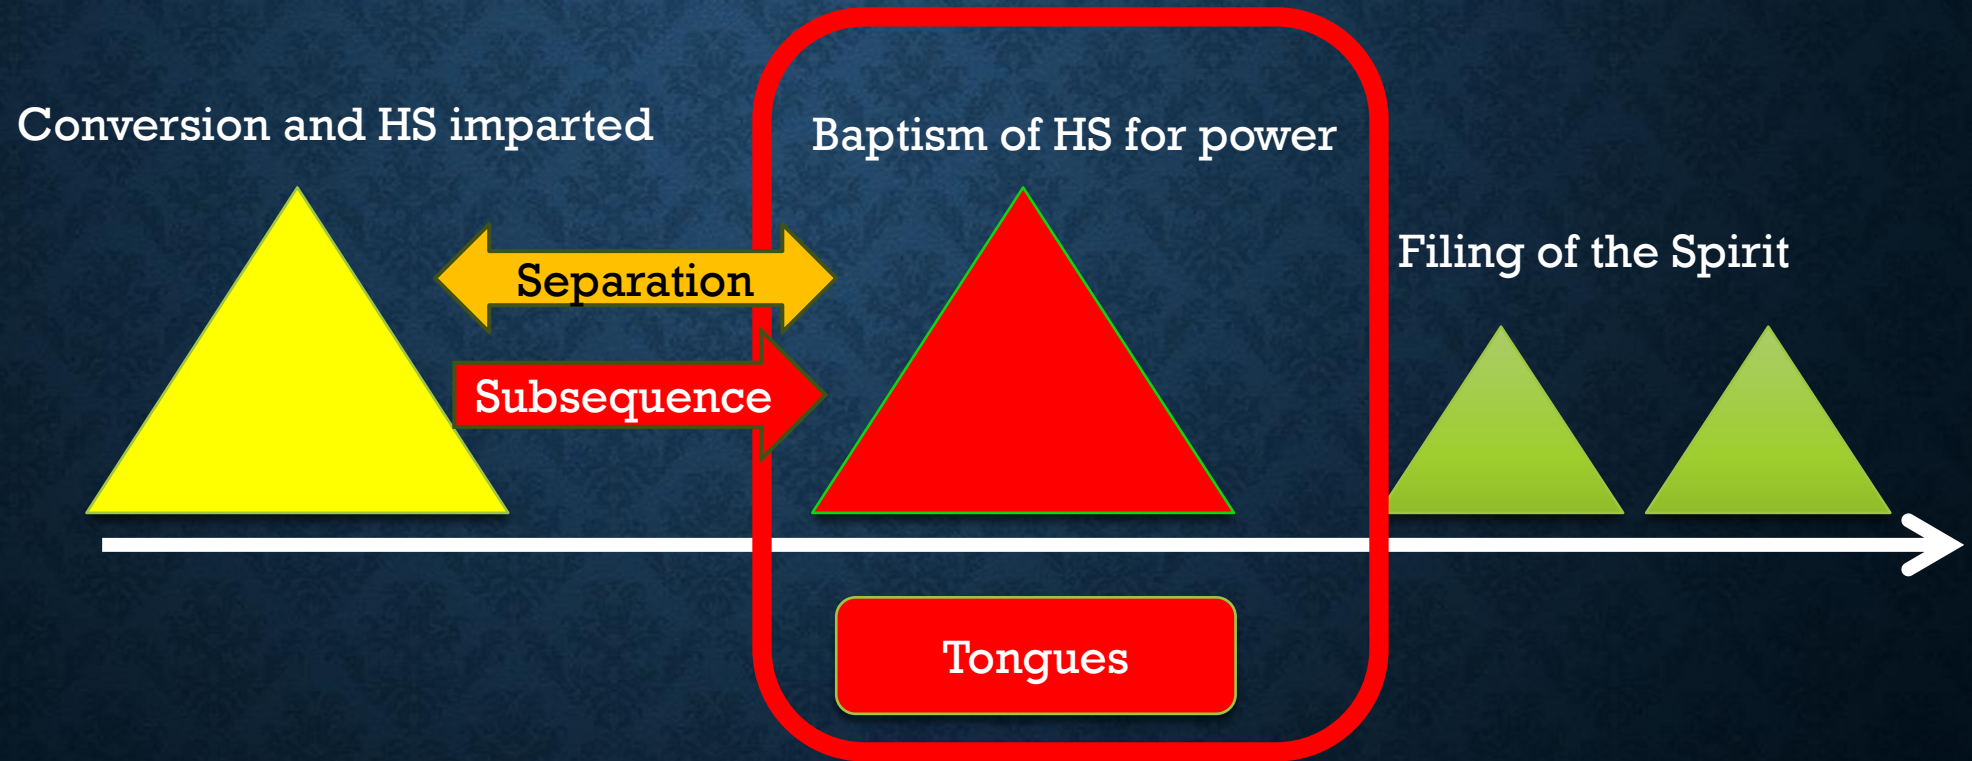 Conversion and HS imparted
Baptism of HS for power
Separation
Filing of the Spirit
Subsequence
Tongues